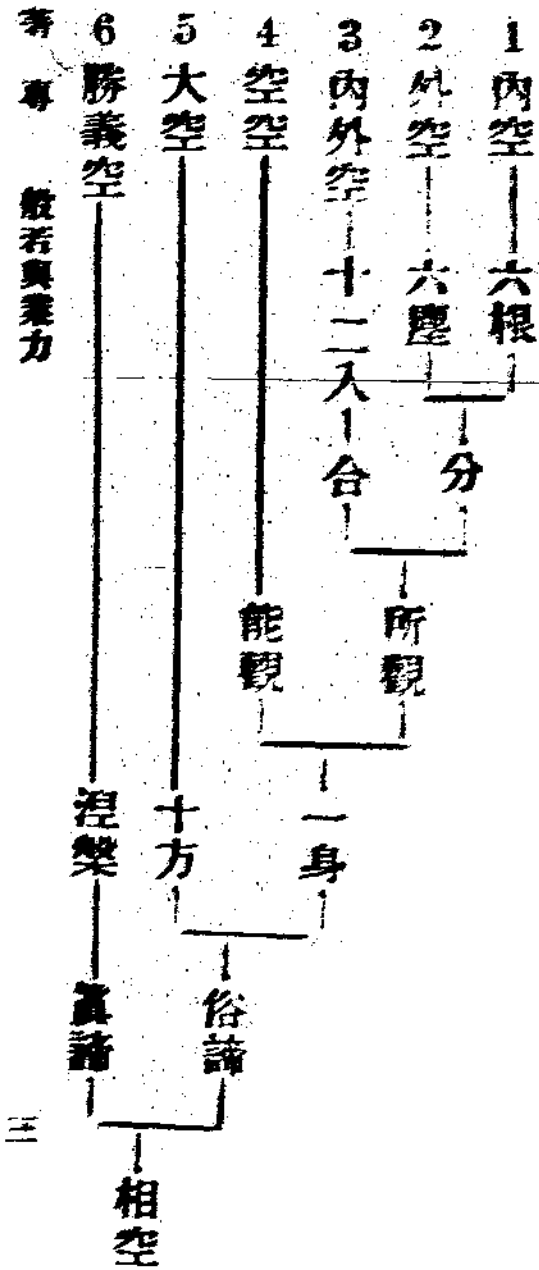 1 內空 六根
2 外空 六塵
分
3 內外空 十二入 合
所觀
4 空空 能觀
一身
5 大空 十方
俗諦
6 勝義空 涅槃 眞諦
相空
著專 般若與業力 三